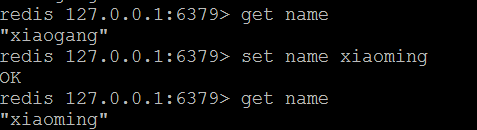 redis 127.0.0.1:6379> get name
"xiaogang"
redis 127.0.0.1:6379> set name xiaoming
OK
redis 127.0.0.1:6379> get name
"xiaoming"